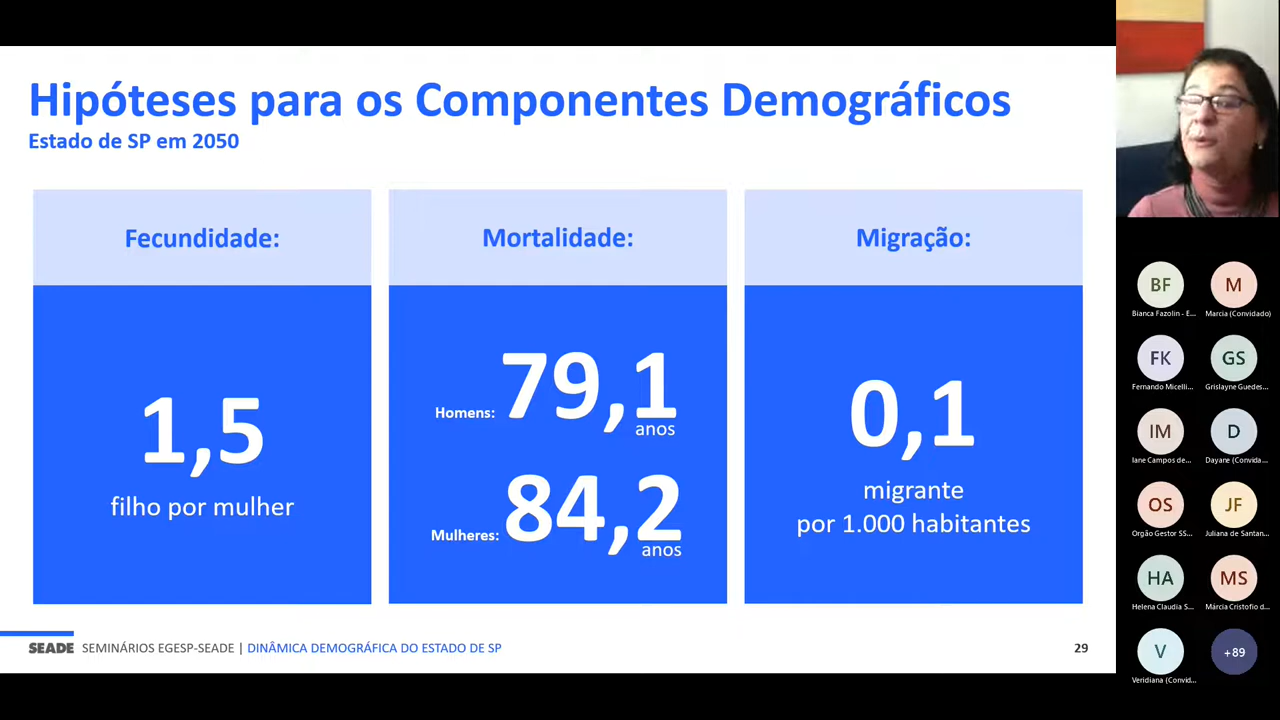 Hipóteses para os Componentes Demográficos
Estado de SP em 2050
Fecundidade:
1,5
filho por mulher
Mortalidade:
Homens: 79,1
anos
Mulheres: 84,2
anos
Migração:
0,1
migrante
por 1.000 habitantes
SEADE SEMINÁRIOS EGESP-SEADE | DINÂMICA DEMOGRÁFICA DO ESTADO DE SP
29
BF
Bianca Fazolin - E...
M
Marcia (Convidado)
FK
Fernando Micelli...
GS
Grislayne Guedes...
IM
Iane Campos de...
D
Dayane (Convida...
OS
Orgão Gestor SS...
JF
Juliana de Santan...
HA
Helena Claudia S...
MS
Márcia Cristofio d...
V
Veridiana (Convid...
+89